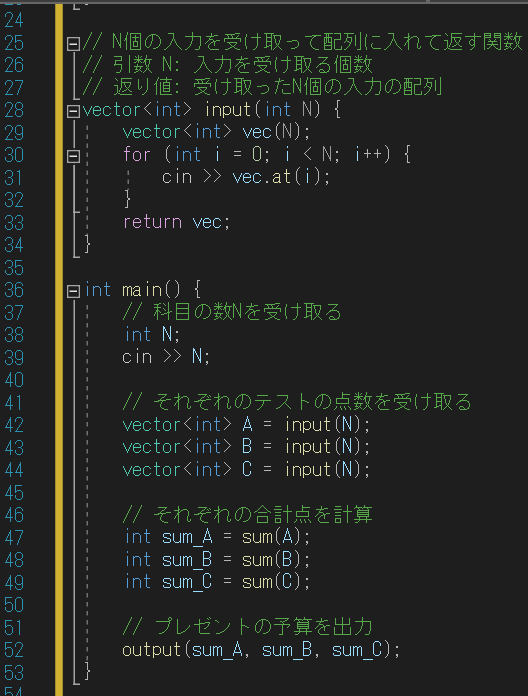 24
25 // N個の入力を受け取って配列に入れて返す関数
26 // 引数 N: 入力を受け取る個数
27 // 返り値: 受け取ったN個の入力の配列
28 vector<int> input(int N) {
29 vector<int> vec(N);
30 for (int i = 0; i < N; i++) {
31 cin >> vec.at(i);
32 }
33 return vec;
34 }
35
36 int main() {
37 // 科目の数Nを受け取る
38 int N;
39 cin >> N;
40
41 // それぞれのテストの点数を受け取る
42 vector<int> A = input(N);
43 vector<int> B = input(N);
44 vector<int> C = input(N);
45
46 // それぞれの合計点を計算
47 int sum_A = sum(A);
48 int sum_B = sum(B);
49 int sum_C = sum(C);
50
51 // プレゼントの予算を出力
52 output(sum_A, sum_B, sum_C);
53 }